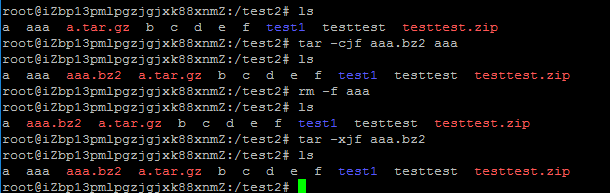 root@iZbp13pmlpgzjgjxk88xnmZ:/test2# ls
a  aaa  a.tar.gz  b  c  d  e  f  test1  testtest  testtest.zip
root@iZbp13pmlpgzjgjxk88xnmZ:/test2# tar -cjf aaa.bz2 aaa
root@iZbp13pmlpgzjgjxk88xnmZ:/test2# ls
a  aaa  aaa.bz2  a.tar.gz  b  c  d  e  f  test1  testtest  testtest.zip
root@iZbp13pmlpgzjgjxk88xnmZ:/test2# rm -f aaa
root@iZbp13pmlpgzjgjxk88xnmZ:/test2# ls
a  aaa.bz2  a.tar.gz  b  c  d  e  f  test1  testtest  testtest.zip
root@iZbp13pmlpgzjgjxk88xnmZ:/test2# tar -xjf aaa.bz2
root@iZbp13pmlpgzjgjxk88xnmZ:/test2# ls
a  aaa  aaa.bz2  a.tar.gz  b  c  d  e  f  test1  testtest  testtest.zip
root@iZbp13pmlpgzjgjxk88xnmZ:/test2#